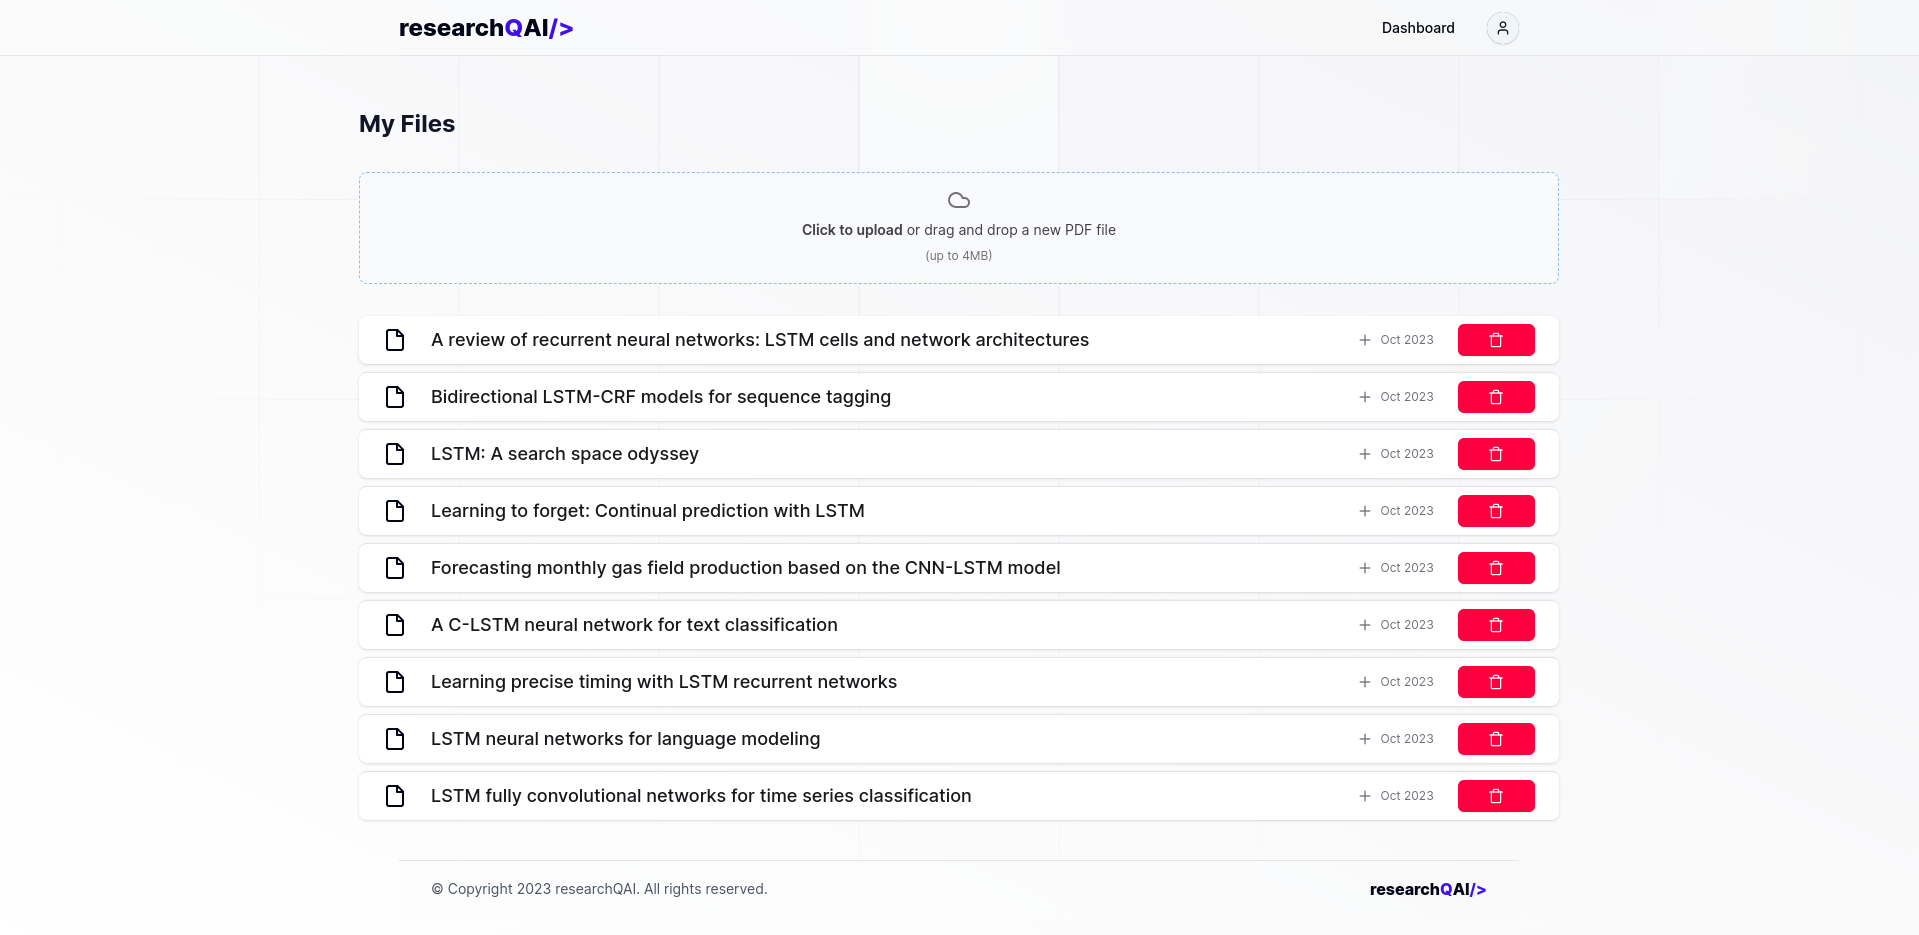 researchQAI/>
Dashboard
My Files
Click to upload or drag and drop a new PDF file
(up to 4MB)
A review of recurrent neural networks: LSTM cells and network architectures
Oct 2023
Bidirectional LSTM-CRF models for sequence tagging
Oct 2023
LSTM: A search space odyssey
Oct 2023
Learning to forget: Continual prediction with LSTM
Oct 2023
Forecasting monthly gas field production based on the CNN-LSTM model
Oct 2023
A C-LSTM neural network for text classification
Oct 2023
Learning precise timing with LSTM recurrent networks
Oct 2023
LSTM neural networks for language modeling
Oct 2023
LSTM fully convolutional networks for time series classification
Oct 2023
© Copyright 2023 researchQAI. All rights reserved.
researchQAI/>